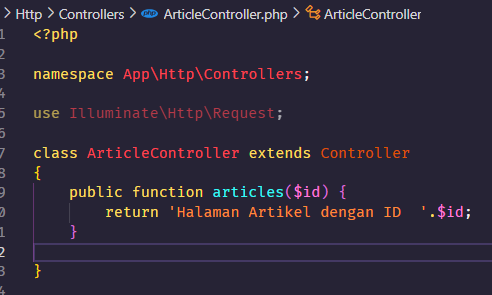 > Http > Controllers > ArticleController.php > ArticleController
1 <?php
2
3 namespace App\Http\Controllers;
4
5 use Illuminate\Http\Request;
6
7 class ArticleController extends Controller
8 {
9 public function articles($id) {
0 return 'Halaman Artikel dengan ID  '.$id;
1 }
2
3 }
4